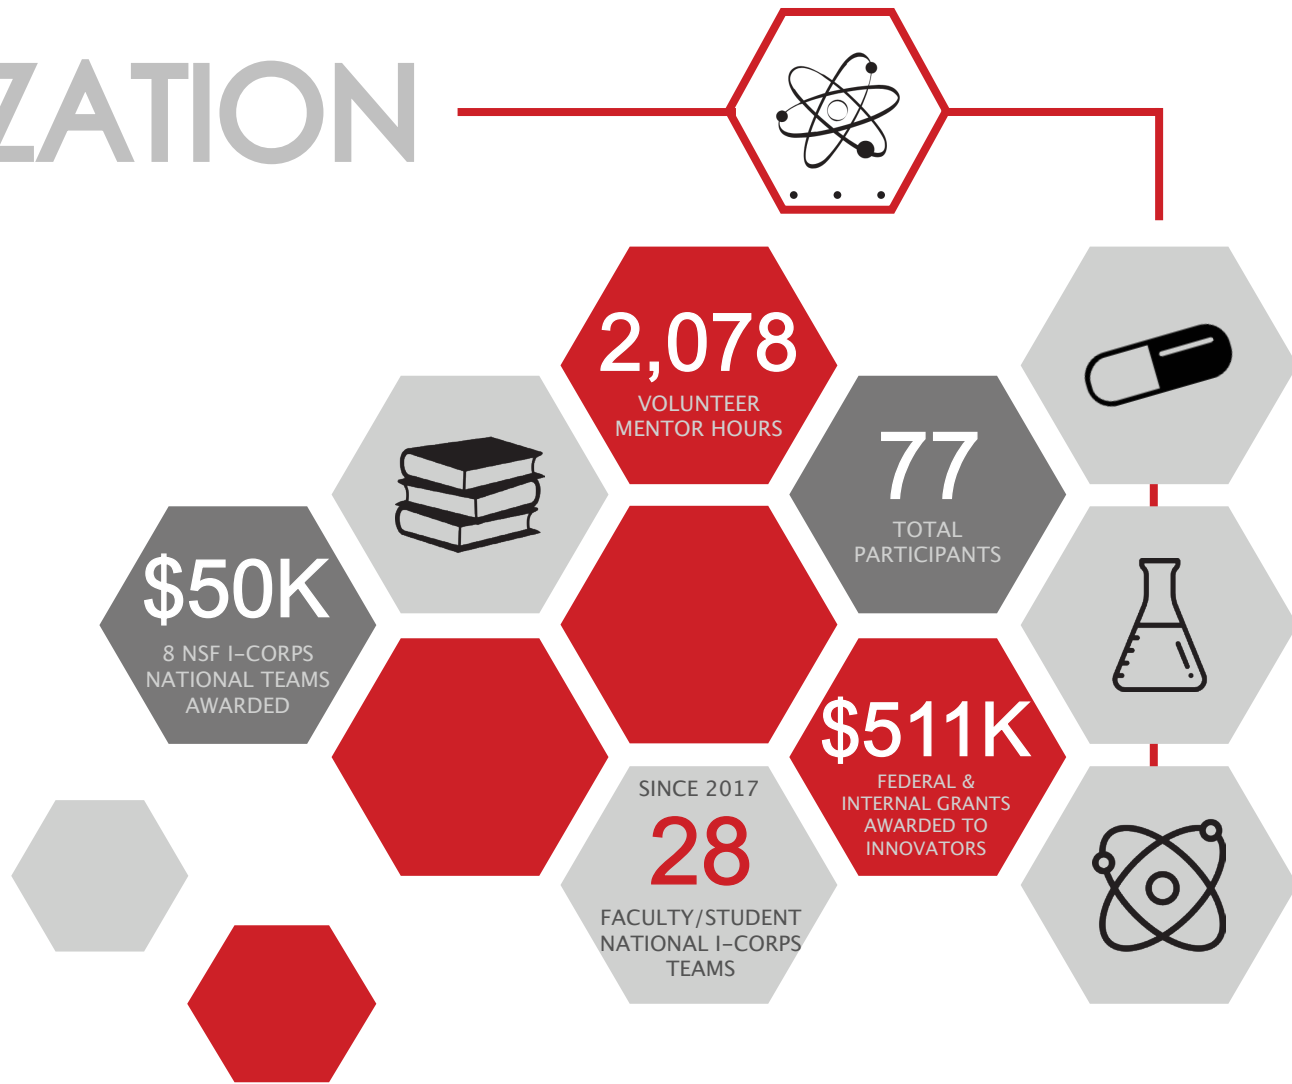 ZATION
2,078
VOLUNTEER
MENTOR HOURS
77
TOTAL
PARTICIPANTS
$50K
8 NSF I-CORPS
NATIONAL TEAMS
AWARDED
$511K
FEDERAL &
INTERNAL GRANTS
AWARDED TO
INNOVATORS
SINCE 2017
28
FACULTY/STUDENT
NATIONAL I-CORPS
TEAMS